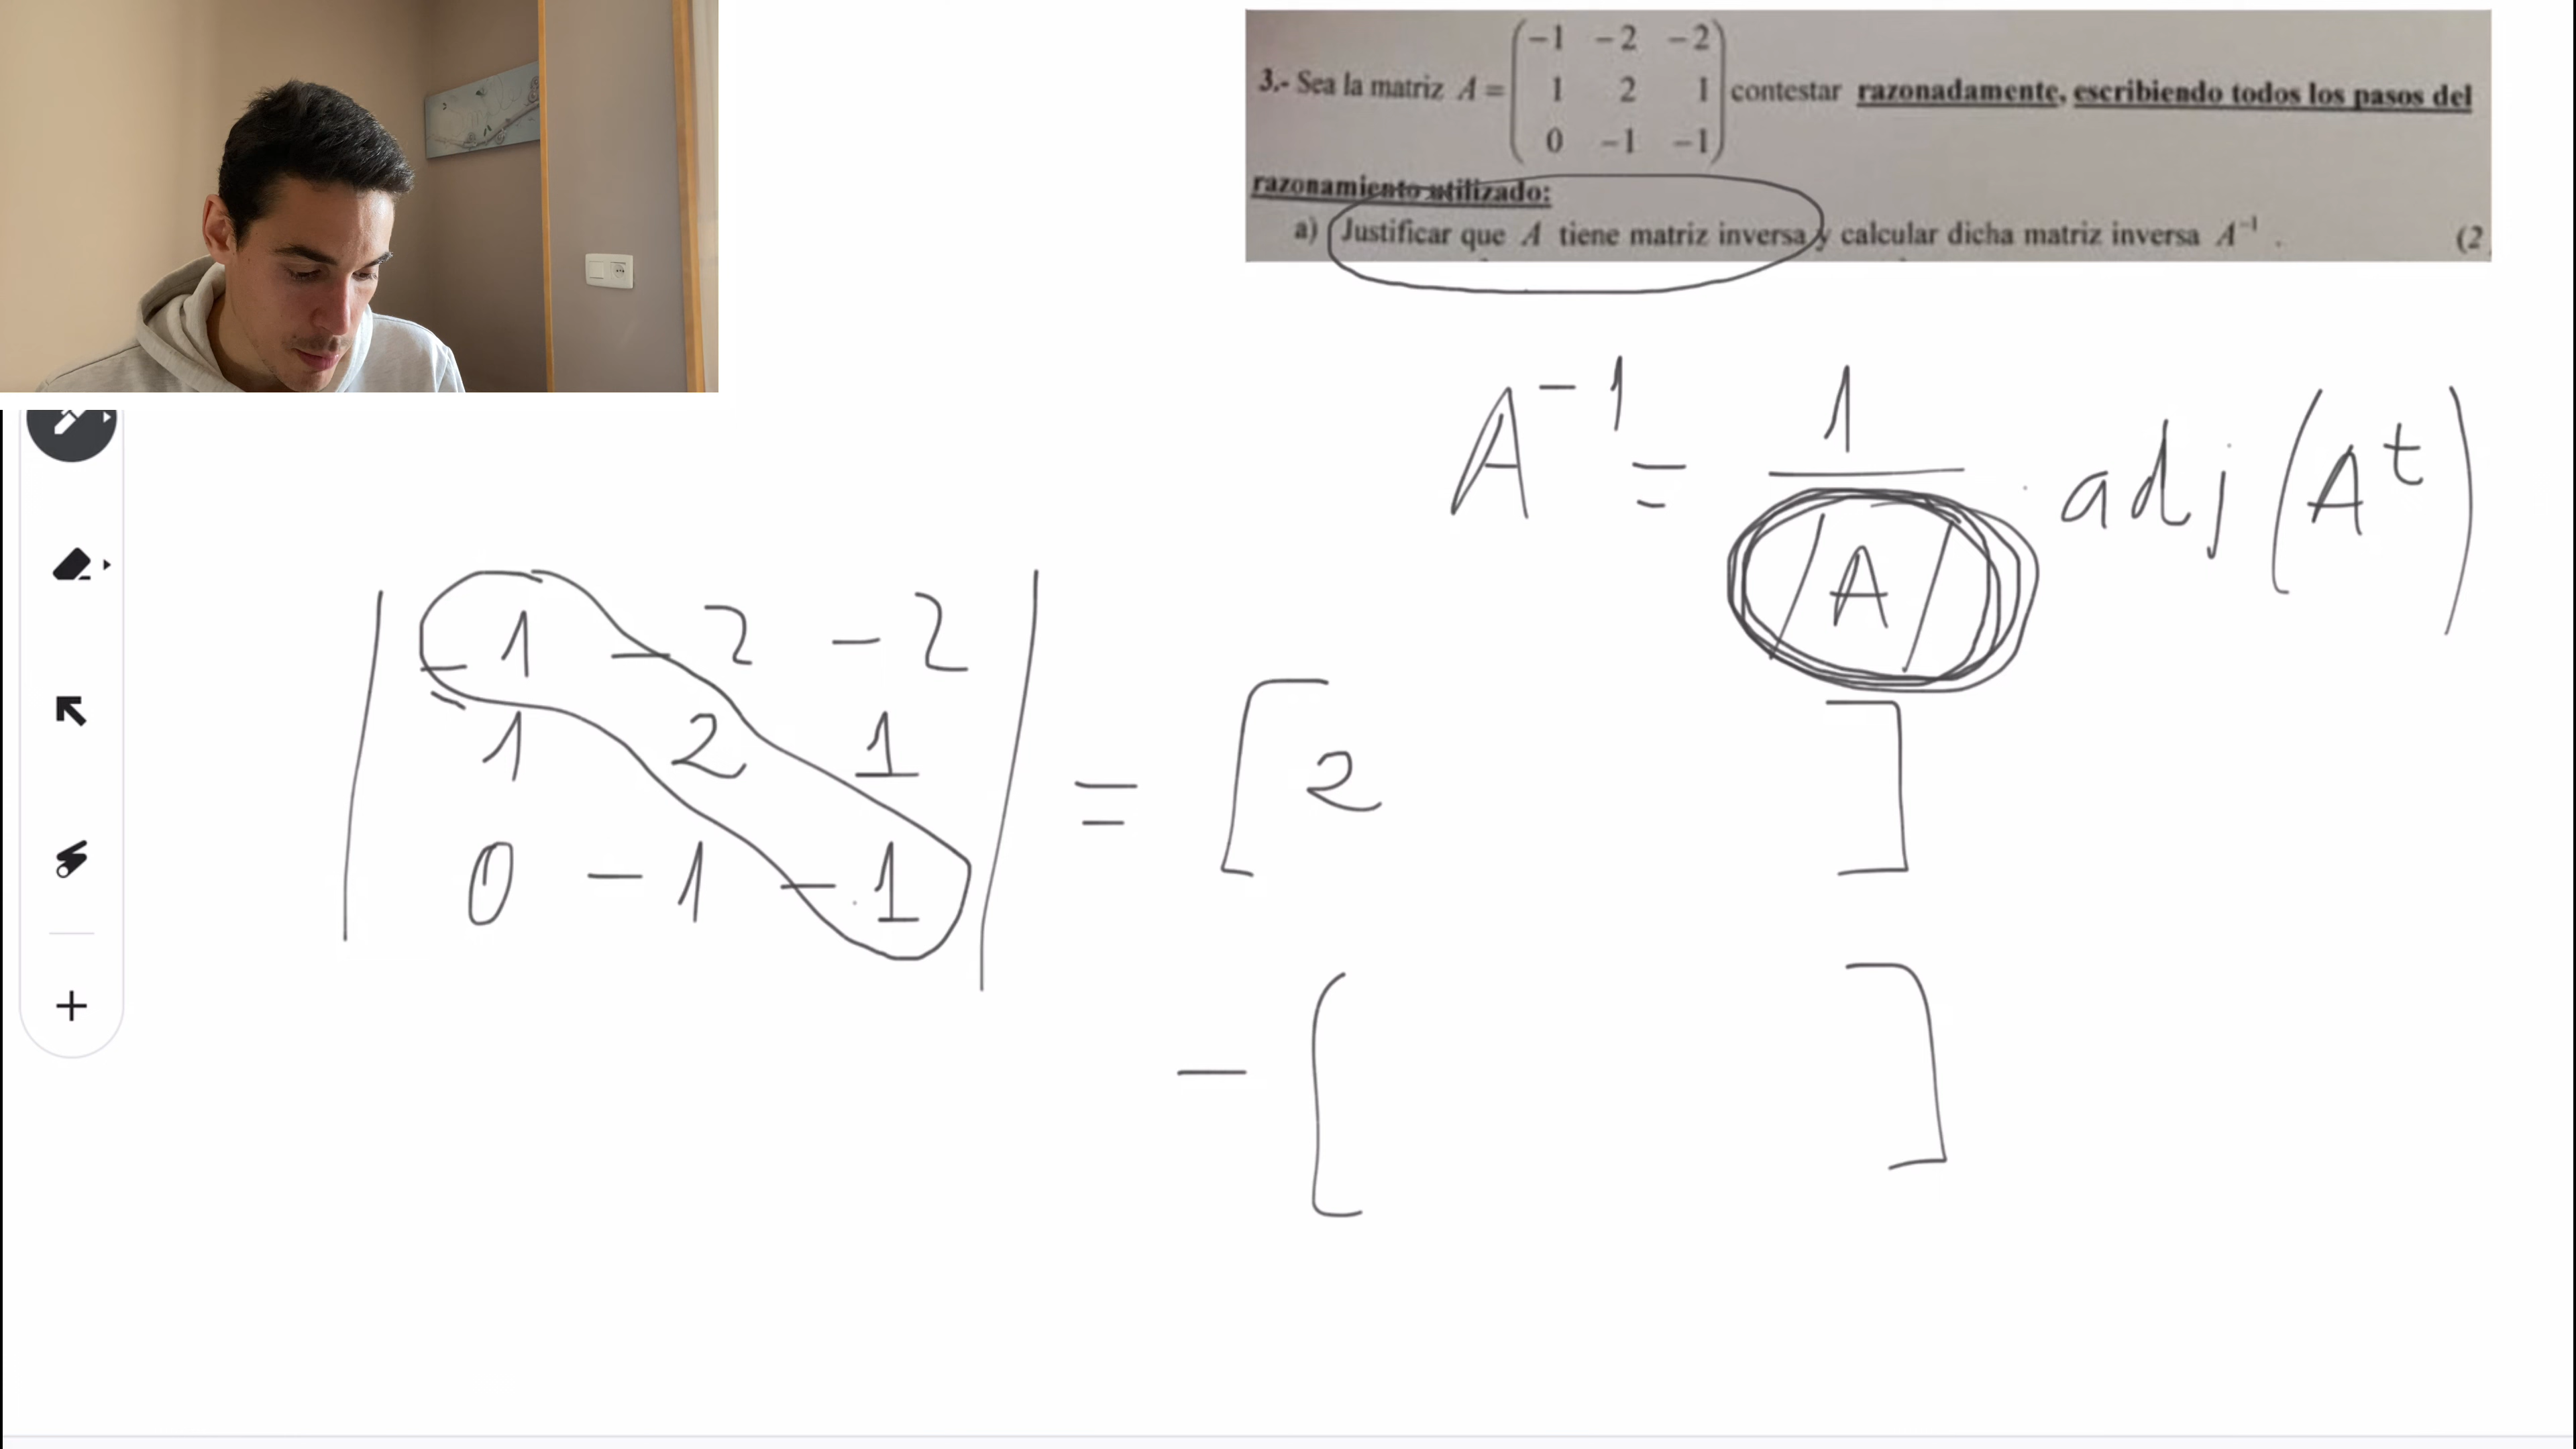 3.- Sea la matriz A = ( -1 -2 -2 ) contestar razonadamente, escribiendo todos los pasos del
1 2 1
0 -1 -1
razonamiento utilizado:
a) Justificar que A tiene matriz inversa y calcular dicha matriz inversa A⁻¹ . (2
A⁻¹ = 1 / |A| · adj (Aᵗ)
| -1 -2 -2 |
| 1 2 1 | = [ 2 ]
| 0 -1 -1 |
- [ ]